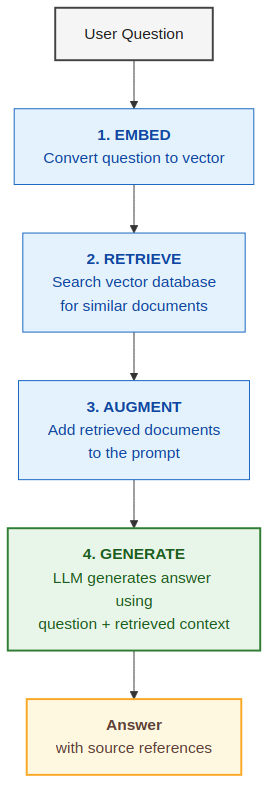 User Question
1. EMBED
Convert question to vector
2. RETRIEVE
Search vector database
for similar documents
3. AUGMENT
Add retrieved documents
to the prompt
4. GENERATE
LLM generates answer
using
question + retrieved context
Answer
with source references